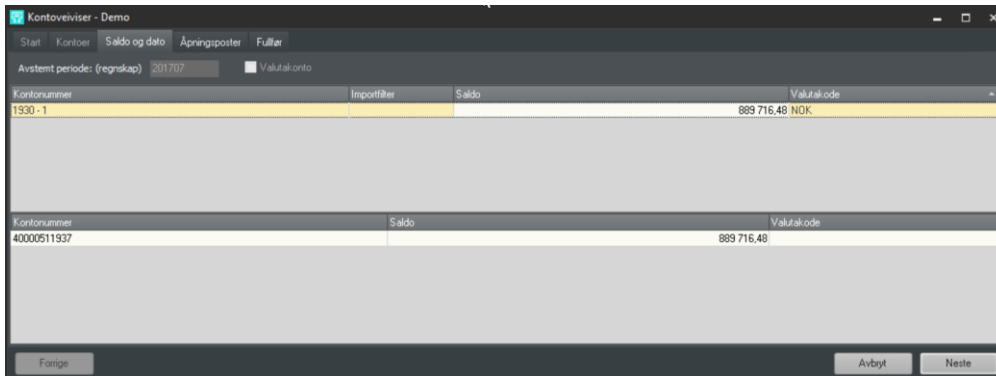 Kontoveiviser - Demo
Start Kontoer Saldo og dato Åpningsposter Fullfør
Avstemt periode: (regnskap) 201707 Valutakonto
Kontonummer Importfilter Saldo Valutakode
1930 - 1 889 716,48 NOK
Kontonummer Saldo Valutakode
40000511937 889 716,48
Forrige Avbryt Neste